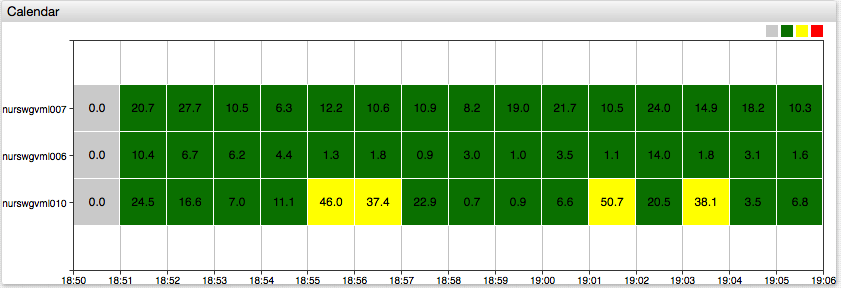 Calendar
nurswgvml007 0.0 20.7 27.7 10.5 6.3 12.2 10.6 10.9 8.2 19.0 21.7 10.5 24.0 14.9 18.2 10.3
nurswgvml006 0.0 10.4 6.7 6.2 4.4 1.3 1.8 0.9 3.0 1.0 3.5 1.1 14.0 1.8 3.1 1.6
nurswgvml010 0.0 24.5 16.6 7.0 11.1 46.0 37.4 22.9 0.7 0.9 6.6 50.7 20.5 38.1 3.5 6.8
18:50 18:51 18:52 18:53 18:54 18:55 18:56 18:57 18:58 18:59 19:00 19:01 19:02 19:03 19:04 19:05 19:06